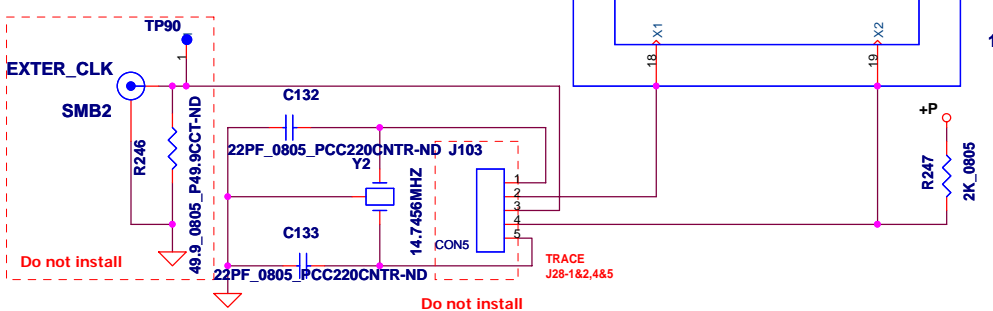 TP90
1
EXTER_CLK
SMB2
R246
49.9_0805_P49.9CCT-ND
Do not install
C132
22PF_0805_PCC220CNTR-ND
Y2
14.7456MHZ
C133
22PF_0805_PCC220CNTR-ND
J103
1
2
3
4
5
CON5
TRACE
J28-1&2,4&5
Do not install
X1
18
X2
19
1
+P
R247
2K_0805